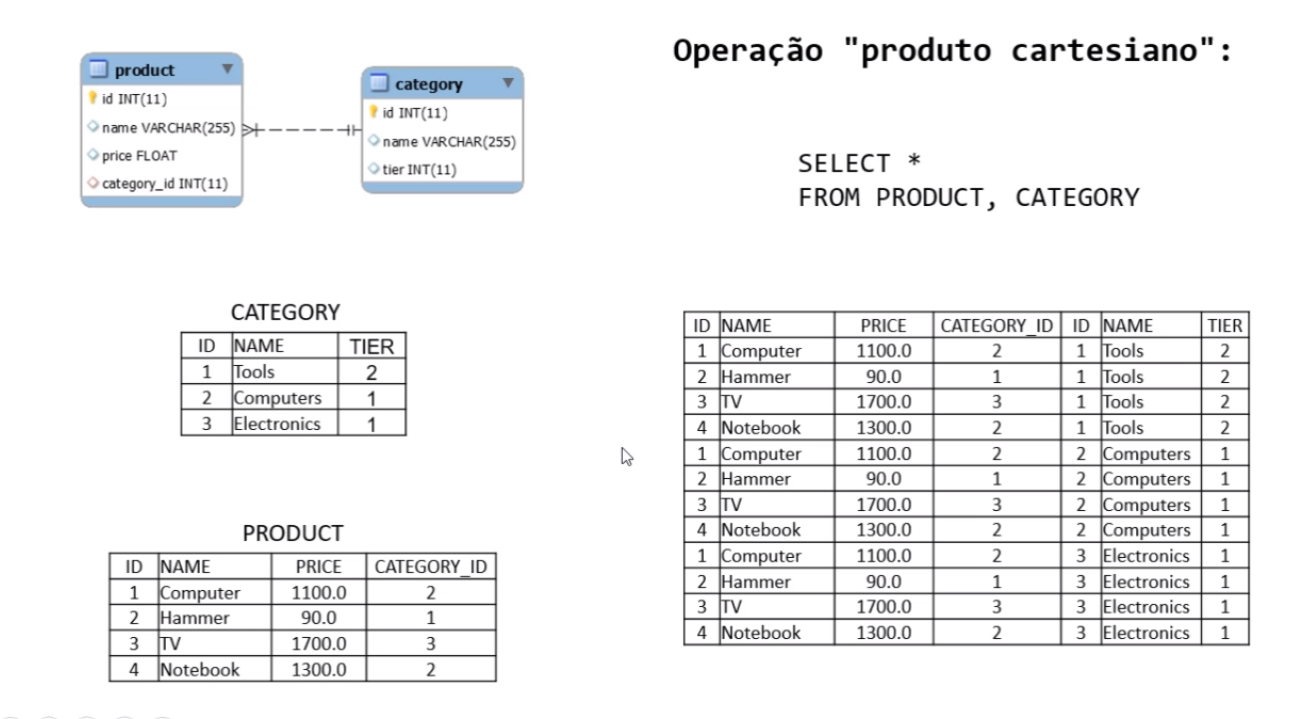 product
id INT(11)
name VARCHAR(255)
price FLOAT
category_id INT(11)
category
id INT(11)
name VARCHAR(255)
tier INT(11)
Operação "produto cartesiano":
SELECT *
FROM PRODUCT, CATEGORY
CATEGORY
ID NAME TIER
1 Tools 2
2 Computers 1
3 Electronics 1
PRODUCT
ID NAME PRICE CATEGORY_ID
1 Computer 1100.0 2
2 Hammer 90.0 1
3 TV 1700.0 3
4 Notebook 1300.0 2
ID NAME PRICE CATEGORY_ID ID NAME TIER
1 Computer 1100.0 2 1 Tools 2
2 Hammer 90.0 1 1 Tools 2
3 TV 1700.0 3 1 Tools 2
4 Notebook 1300.0 2 1 Tools 2
1 Computer 1100.0 2 2 Computers 1
2 Hammer 90.0 1 2 Computers 1
3 TV 1700.0 3 2 Computers 1
4 Notebook 1300.0 2 2 Computers 1
1 Computer 1100.0 2 3 Electronics 1
2 Hammer 90.0 1 3 Electronics 1
3 TV 1700.0 3 3 Electronics 1
4 Notebook 1300.0 2 3 Electronics 1